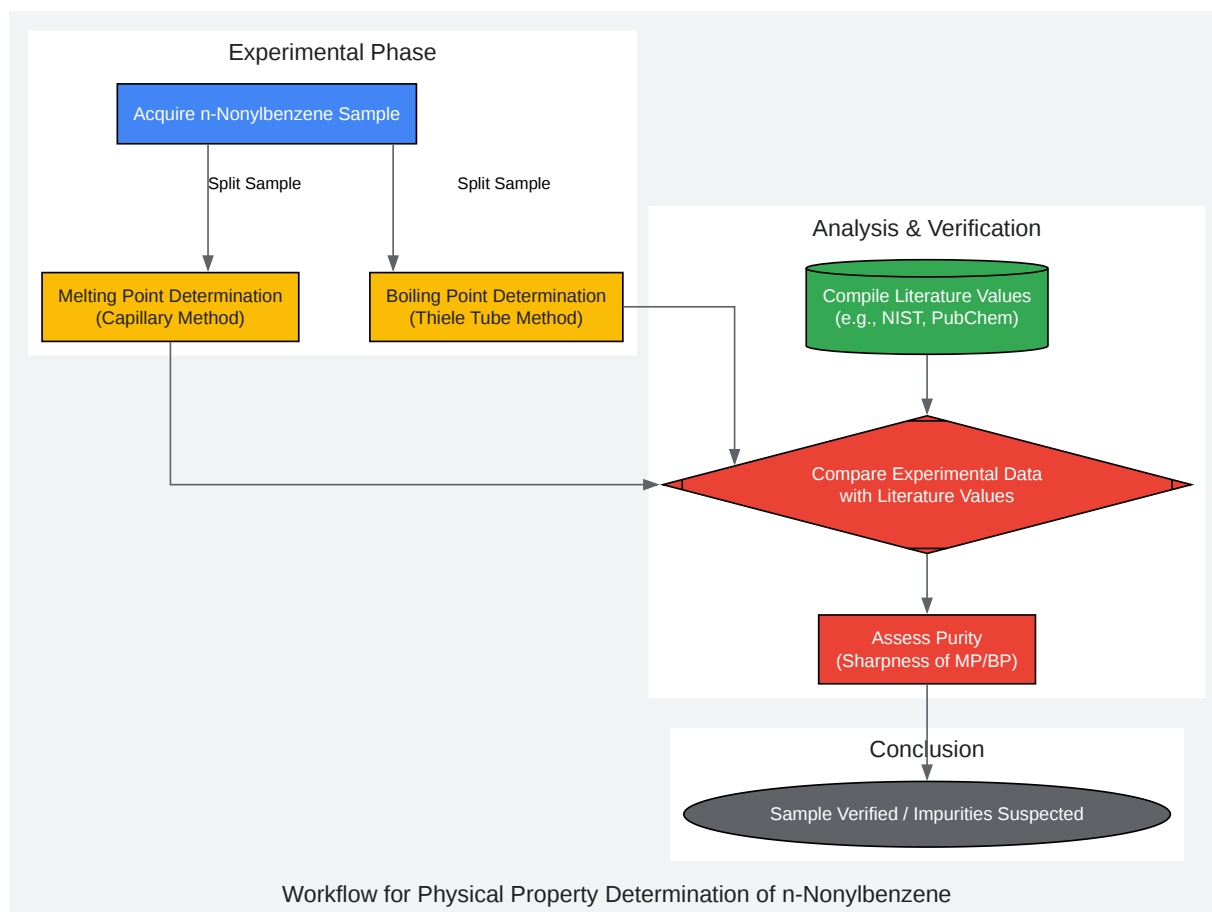 Experimental Phase
Acquire n-Nonylbenzene Sample
Split Sample
Split Sample
Melting Point Determination
(Capillary Method)
Boiling Point Determination
(Thiele Tube Method)
Analysis & Verification
Compile Literature Values
(e.g., NIST, PubChem)
Compare Experimental Data
with Literature Values
Assess Purity
(Sharpness of MP/BP)
Conclusion
Sample Verified / Impurities Suspected
Workflow for Physical Property Determination of n-Nonylbenzene